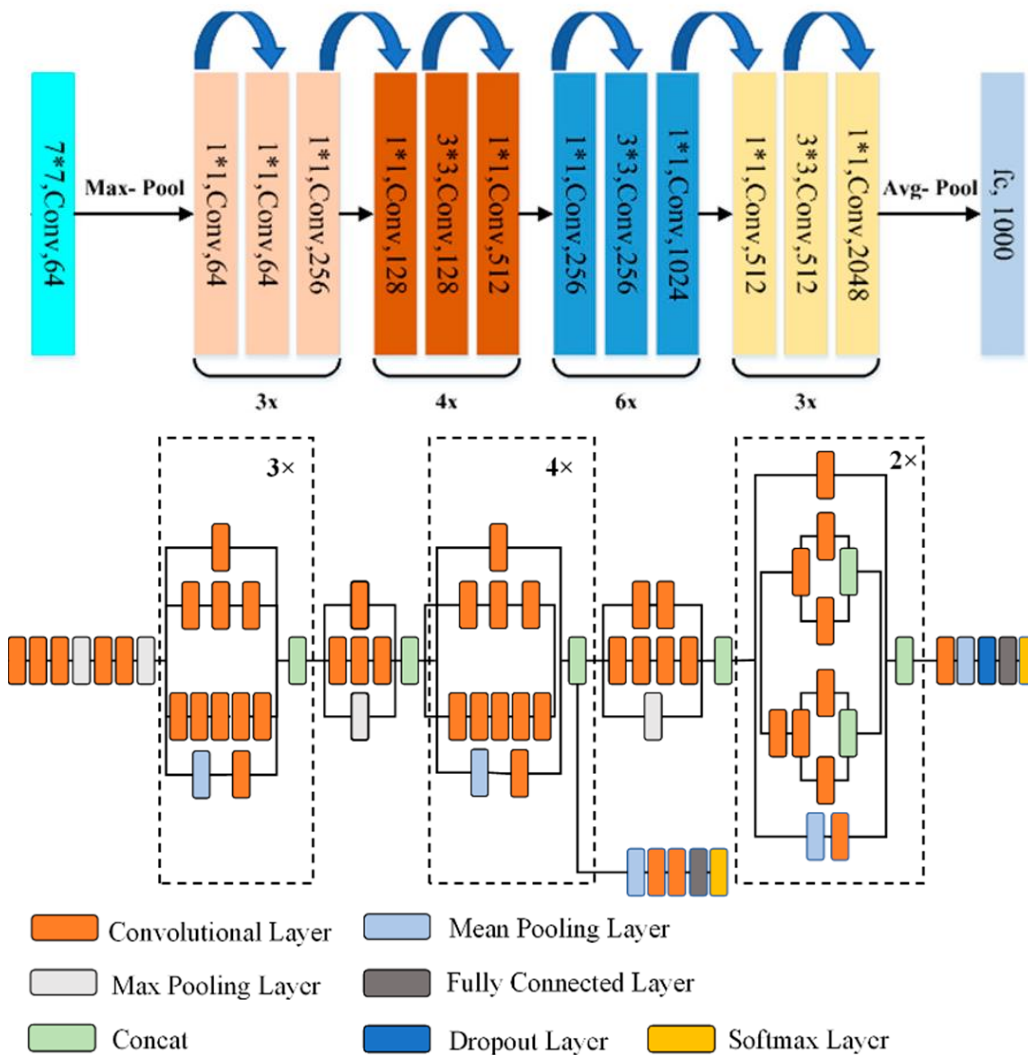 7*7,Conv,64
Max- Pool
1*1,Conv,64
1*1,Conv,64
1*1,Conv,256
1*1,Conv,128
3*3,Conv,128
1*1,Conv,512
1*1,Conv,256
3*3,Conv,256
1*1,Conv,1024
1*1,Conv,512
3*3,Conv,512
1*1,Conv,2048
Avg- Pool
fc, 1000
3x
4x
6x
3x
3×
4×
2×
Convolutional Layer
Mean Pooling Layer
Max Pooling Layer
Fully Connected Layer
Concat
Dropout Layer
Softmax Layer